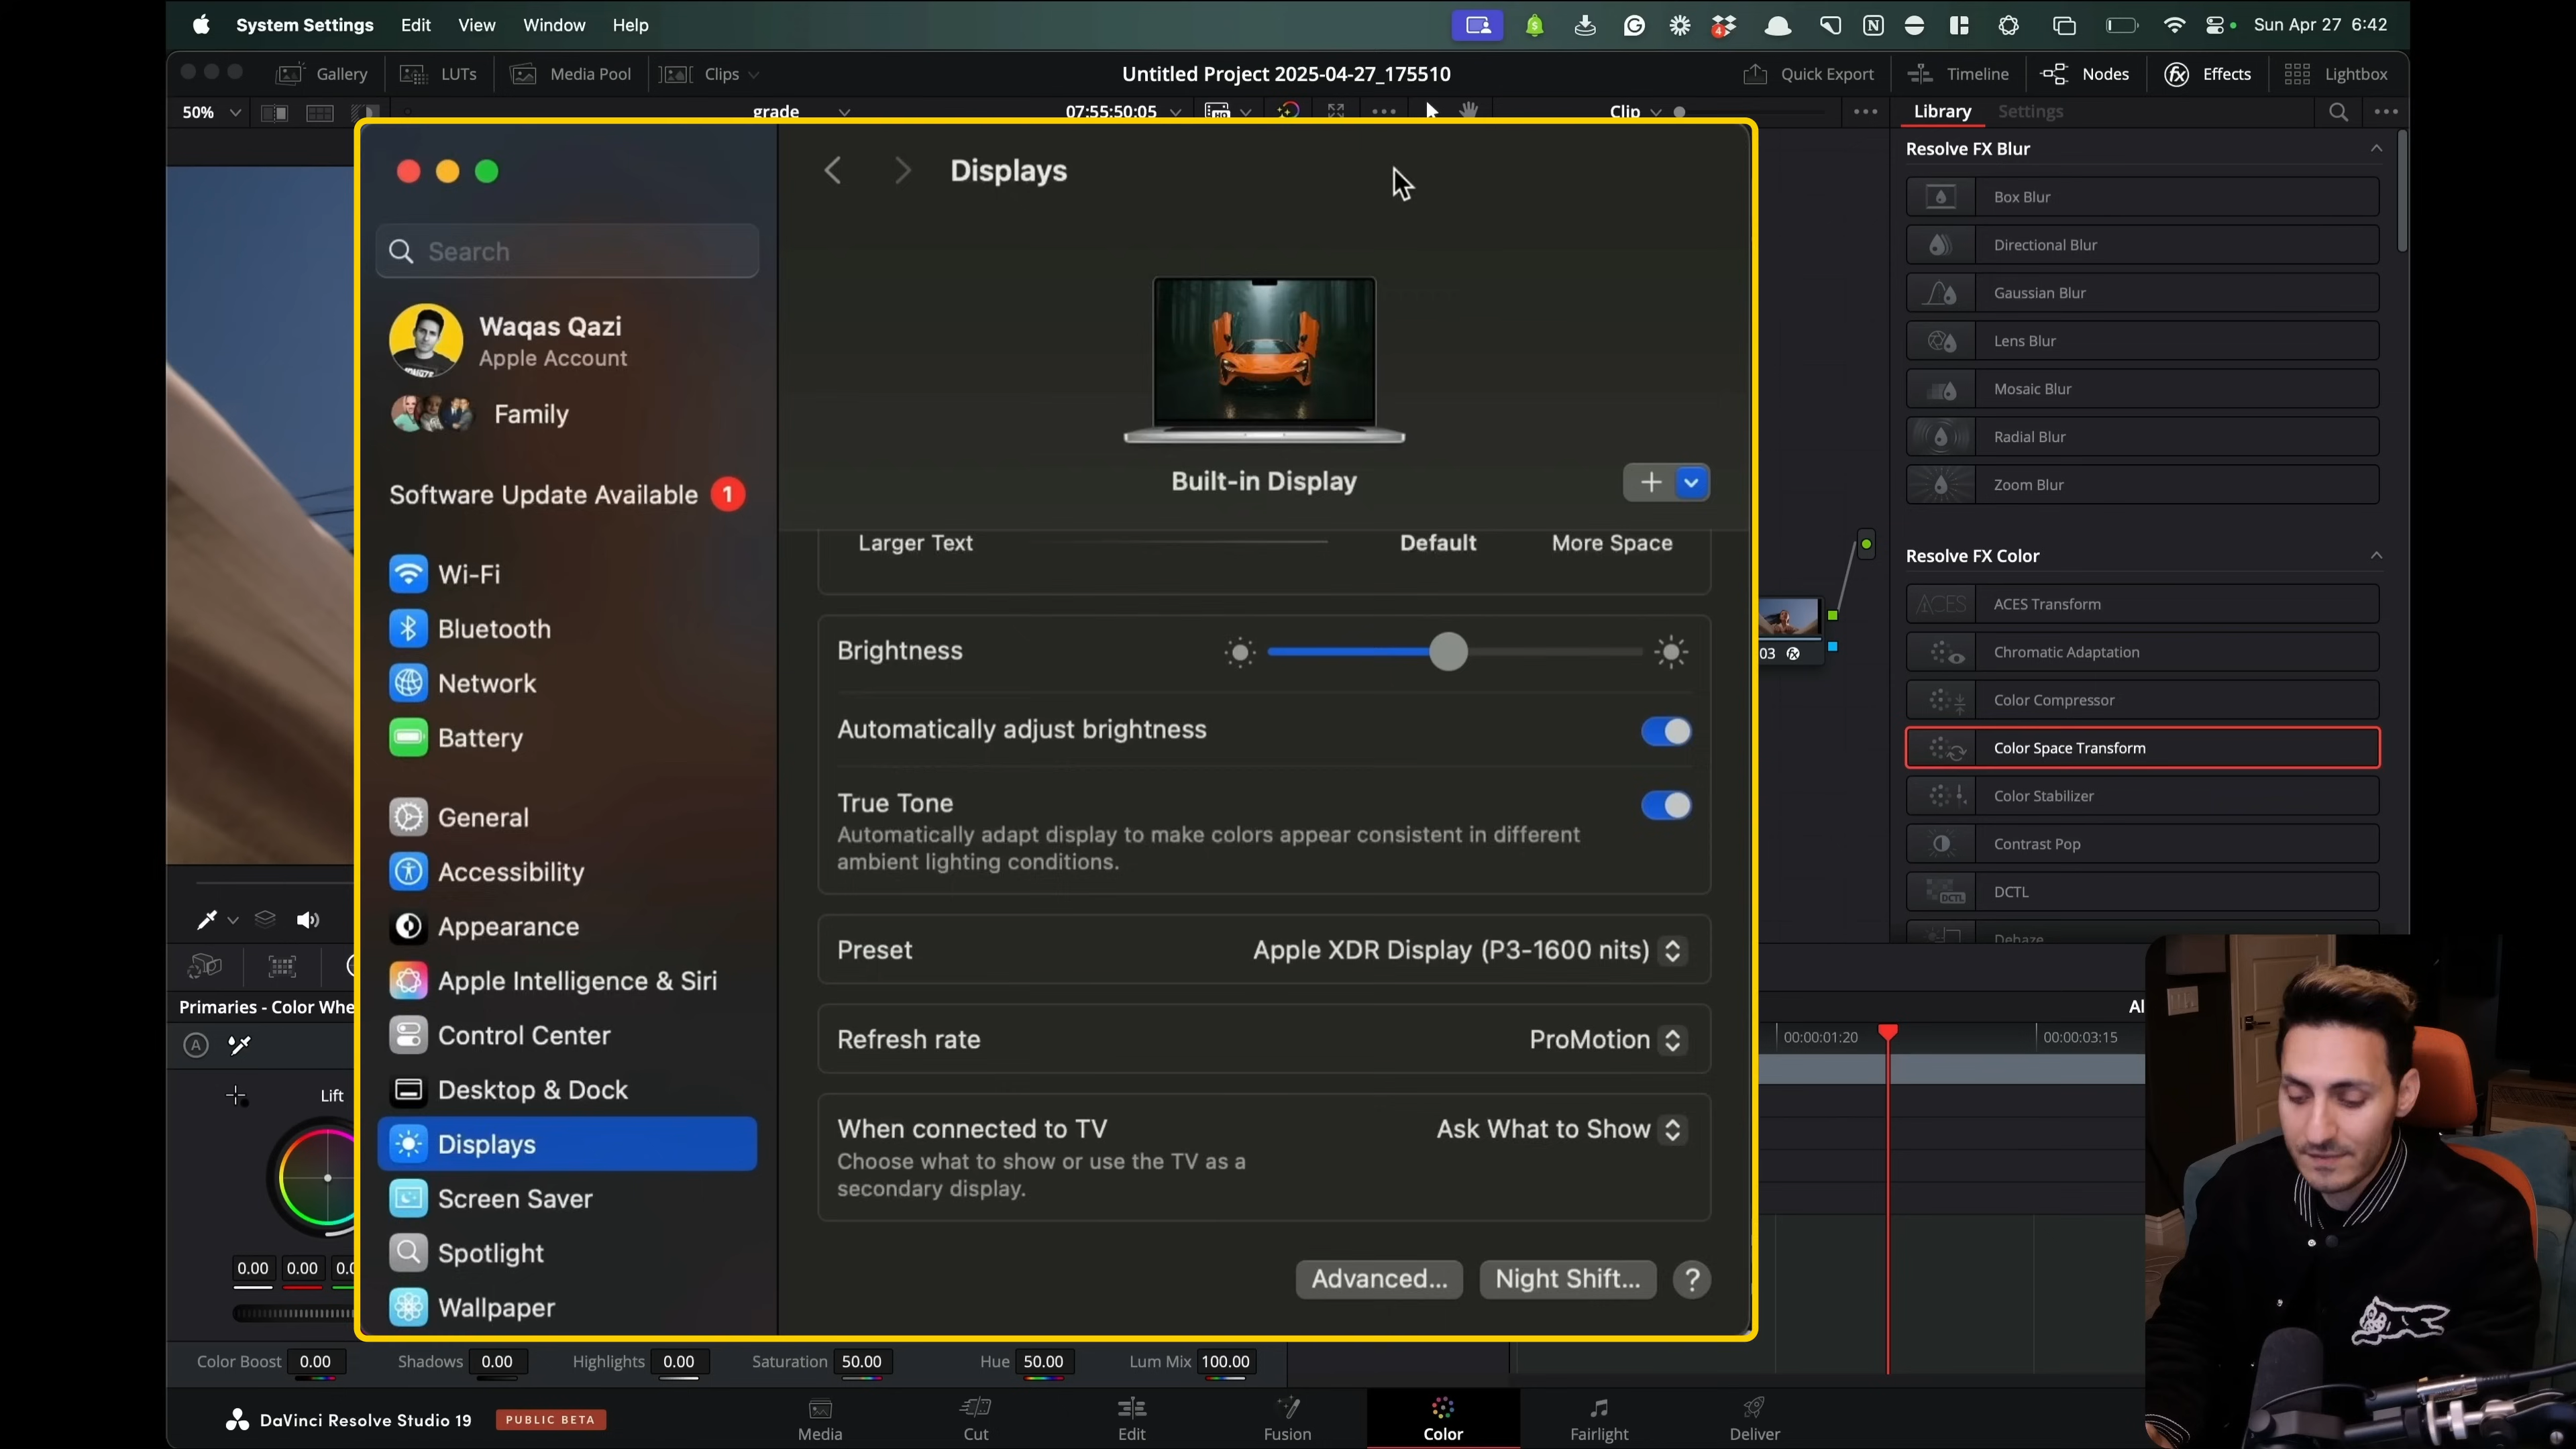 System Settings Edit View Window Help Sun Apr 27 6:42
Gallery LUTs Media Pool Clips Untitled Project 2025-04-27_175510 Quick Export Timeline Nodes Effects Lightbox
50% grade 07:55:50:05 Clip Library Settings
Displays
Search
Waqas Qazi
Apple Account
Family
Software Update Available 1
Wi-Fi
Bluetooth
Network
Battery
General
Accessibility
Appearance
Apple Intelligence & Siri
Control Center
Desktop & Dock
Displays
Screen Saver
Spotlight
Wallpaper
Built-in Display
Larger Text Default More Space
Brightness
Automatically adjust brightness
True Tone
Automatically adapt display to make colors appear consistent in different
ambient lighting conditions.
Preset Apple XDR Display (P3-1600 nits)
Refresh rate ProMotion
When connected to TV Ask What to Show
Choose what to show or use the TV as a
secondary display.
Advanced... Night Shift... ?
Resolve FX Blur
Box Blur
Directional Blur
Gaussian Blur
Lens Blur
Mosaic Blur
Radial Blur
Zoom Blur
Resolve FX Color
ACES ACES Transform
Chromatic Adaptation
Color Compressor
Color Space Transform
Color Stabilizer
Contrast Pop
DCTL DCTL
Dehaze
03
Primaries - Color Whe
A
Lift
0.00 0.00 0.0
Al
00:00:01:20 00:00:03:15
Color Boost 0.00 Shadows 0.00 Highlights 0.00 Saturation 50.00 Hue 50.00 Lum Mix 100.00
DaVinci Resolve Studio 19 PUBLIC BETA
Media Cut Edit Fusion Color Fairlight Deliver